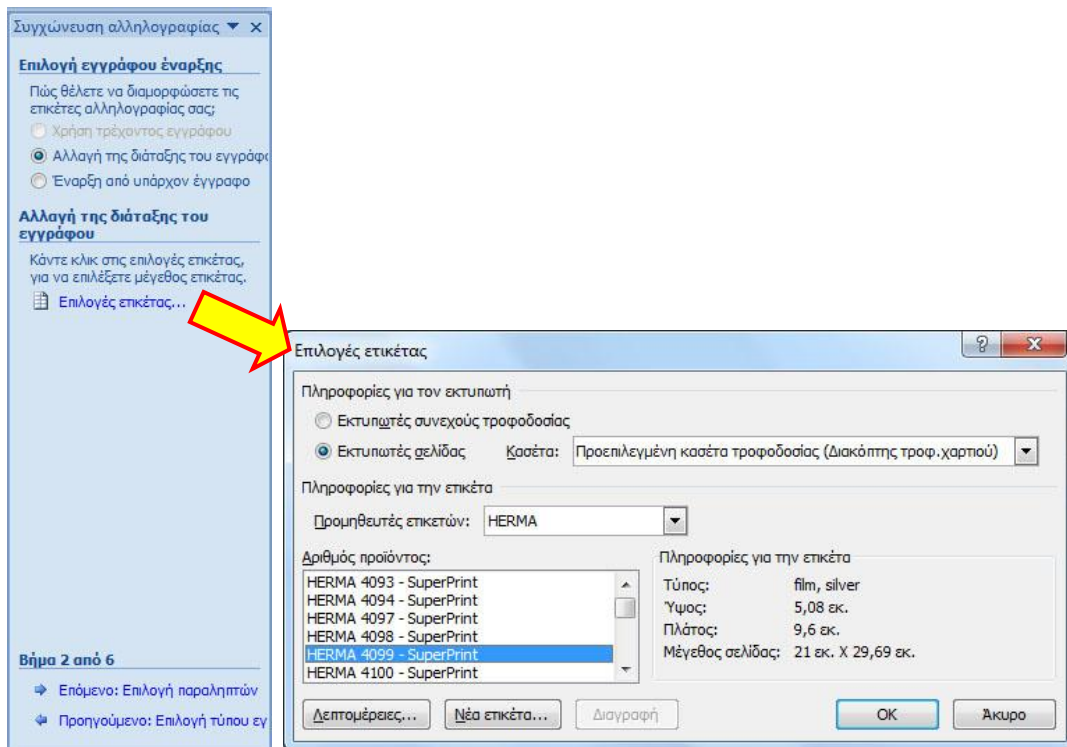 Συγχώνευση αλληλογραφίας
Επιλογή εγγράφου έναρξης
Πώς θέλετε να διαμορφώσετε τις
ετικέτες αλληλογραφίας σας;
Χρήση τρέχοντος εγγράφου
Αλλαγή της διάταξης του εγγράφο
Έναρξη από υπάρχον έγγραφο
Αλλαγή της διάταξης του
εγγράφου
Κάντε κλικ στις επιλογές ετικέτας,
για να επιλέξετε μέγεθος ετικέτας.
Επιλογές ετικέτας...
Βήμα 2 από 6
Επόμενο: Επιλογή παραληπτών
Προηγούμενο: Επιλογή τύπου εγ
Επιλογές ετικέτας
Πληροφορίες για τον εκτυπωτή
Εκτυπωτές συνεχούς τροφοδοσίας
Εκτυπωτές σελίδας Κασέτα: Προεπιλεγμένη κασέτα τροφοδοσίας (Διακόπτης τροφ.χαρτιού)
Πληροφορίες για την ετικέτα
Προμηθευτές ετικετών: HERMA
Αριθμός προϊόντος:
HERMA 4093 - SuperPrint
HERMA 4094 - SuperPrint
HERMA 4097 - SuperPrint
HERMA 4098 - SuperPrint
HERMA 4099 - SuperPrint
HERMA 4100 - SuperPrint
Πληροφορίες για την ετικέτα
Τύπος: film, silver
Ύψος: 5,08 εκ.
Πλάτος: 9,6 εκ.
Μέγεθος σελίδας: 21 εκ. X 29,69 εκ.
Λεπτομέρειες... Νέα ετικέτα... Διαγραφή OK Άκυρο